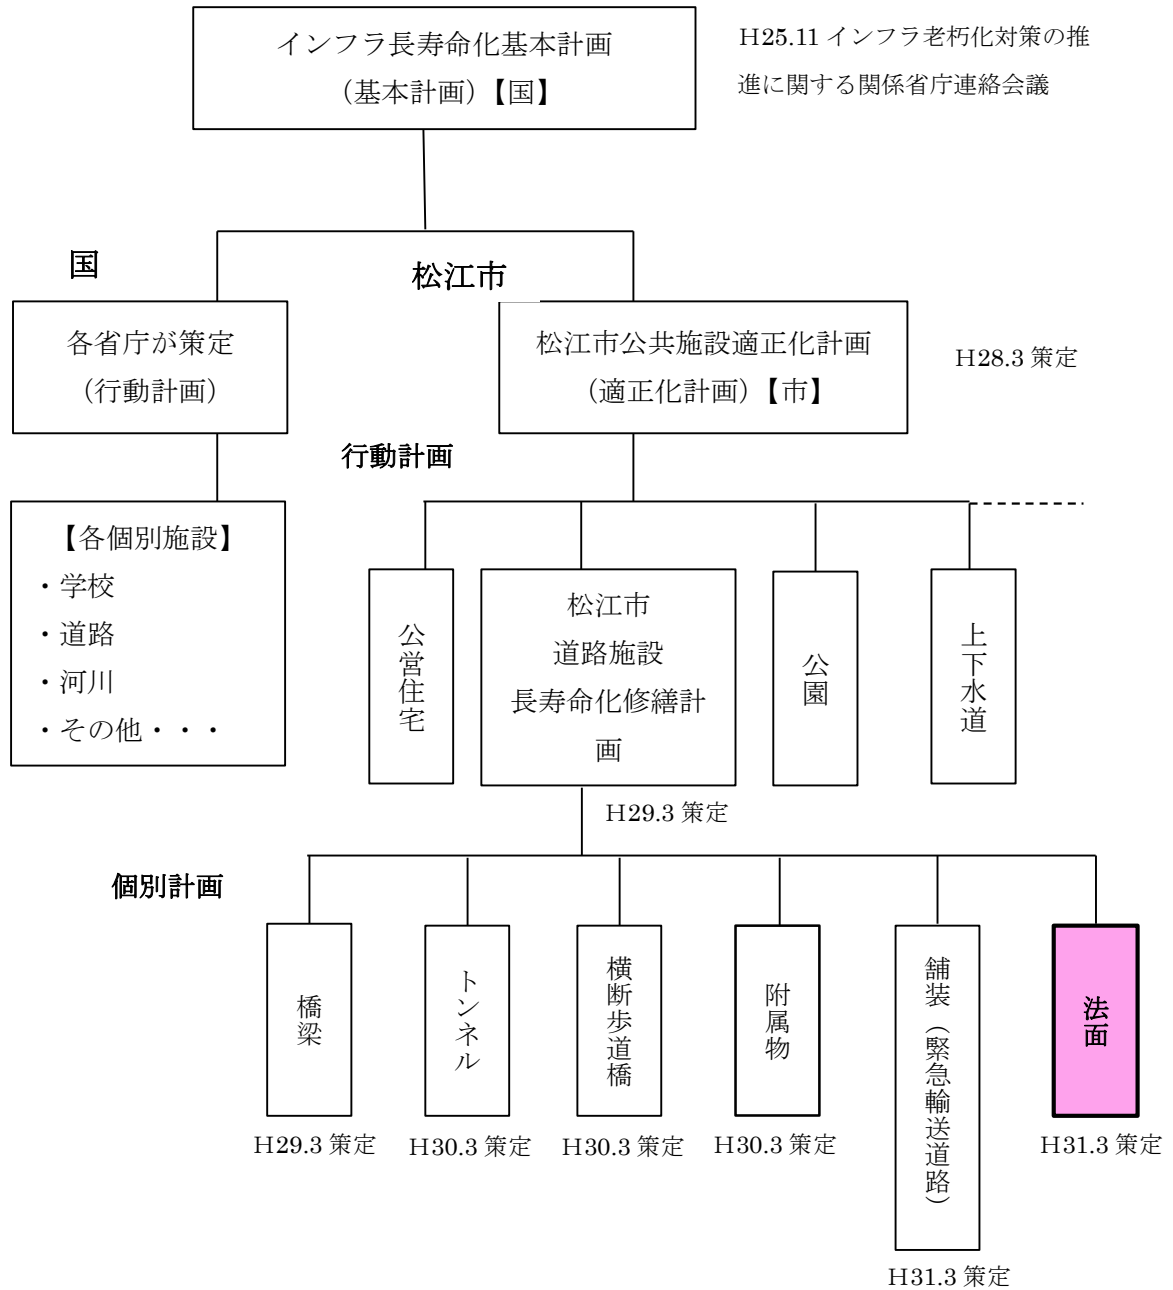 インフラ長寿命化基本計画
（基本計画）【国】
H25.11 インフラ老朽化対策の推
進に関する関係省庁連絡会議
国
松江市
各省庁が策定
（行動計画）
松江市公共施設適正化計画
（適正化計画）【市】
H28.3 策定
行動計画
【各個別施設】
・学校
・道路
・河川
・その他・・・
公営住宅
松江市
道路施設
長寿命化修繕計
画
公園
上下水道
H29.3 策定
個別計画
橋梁
トンネル
横断歩道橋
附属物
舗装（緊急輸送道路）
法面
H29.3 策定
H30.3 策定
H30.3 策定
H30.3 策定
H31.3 策定
H31.3 策定